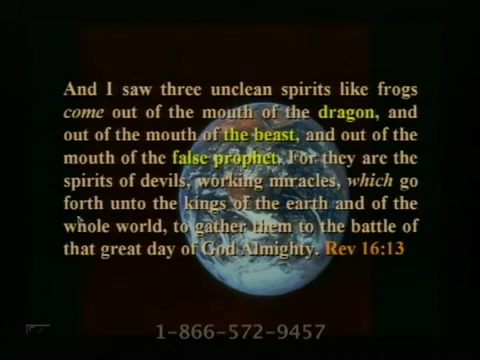 And I saw three unclean spirits like frogs
come out of the mouth of the dragon, and
out of the mouth of the beast, and out of the
mouth of the false prophet. For they are the
spirits of devils, working miracles, which go
forth unto the kings of the earth and of the
whole world, to gather them to the battle of
that great day of God Almighty. Rev 16:13
1-866-572-9457